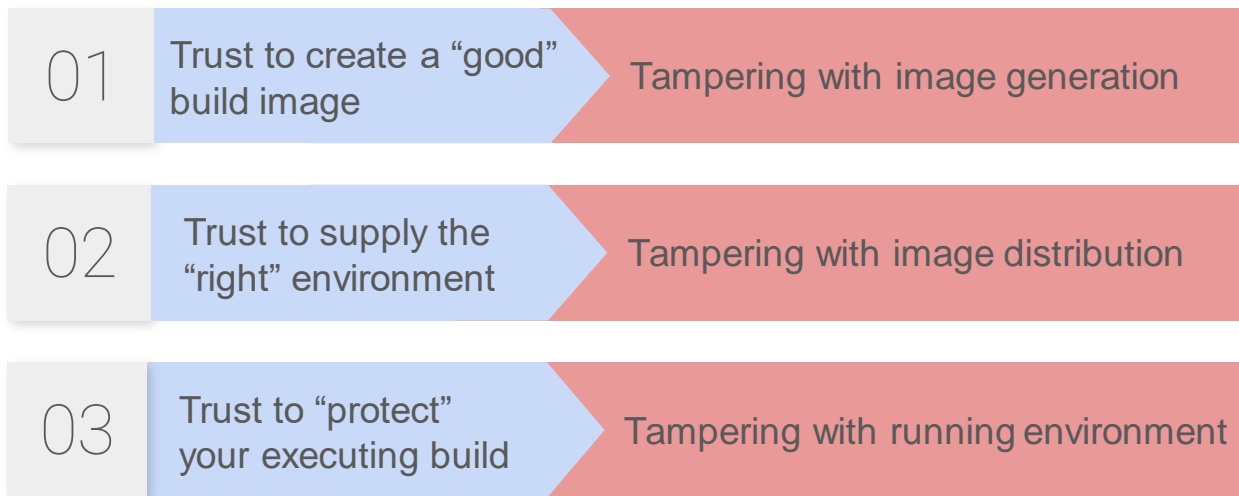 01
Trust to create a “good”
build image
Tampering with image generation
02
Trust to supply the
“right” environment
Tampering with image distribution
03
Trust to “protect”
your executing build
Tampering with running environment